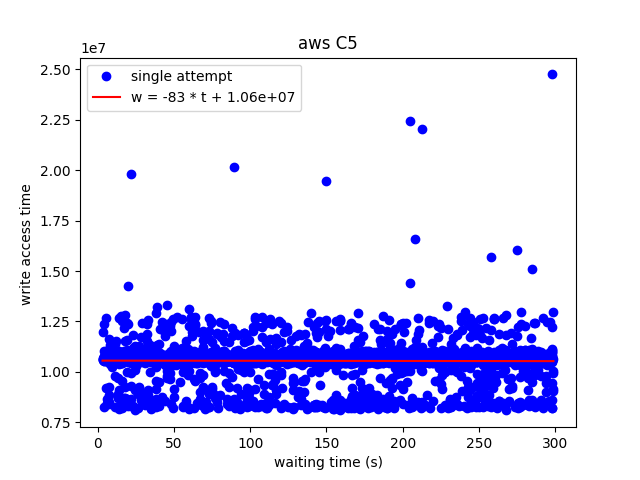 aws C5
1e7
single attempt
w = -83 * t + 1.06e+07
2.50
2.25
2.00
1.75
1.50
1.25
1.00
0.75
write access time
0
50
100
150
200
250
300
waiting time (s)